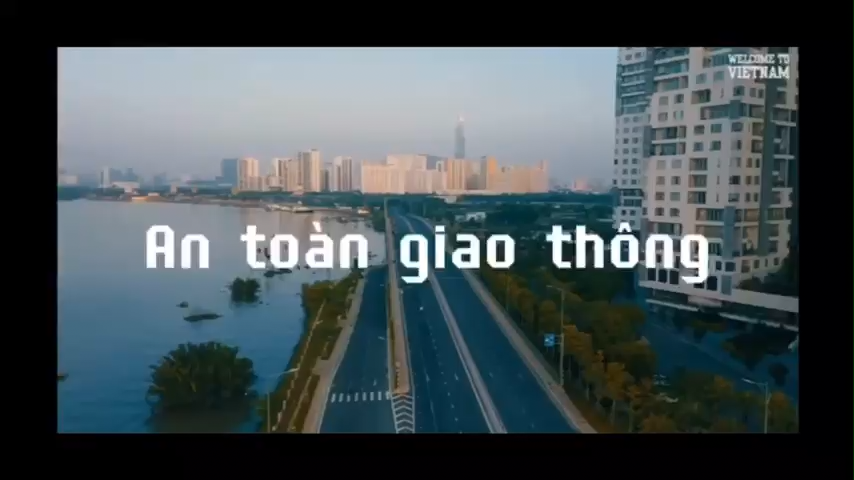 WELCOME TO
VIETNAM
An toàn giao thông